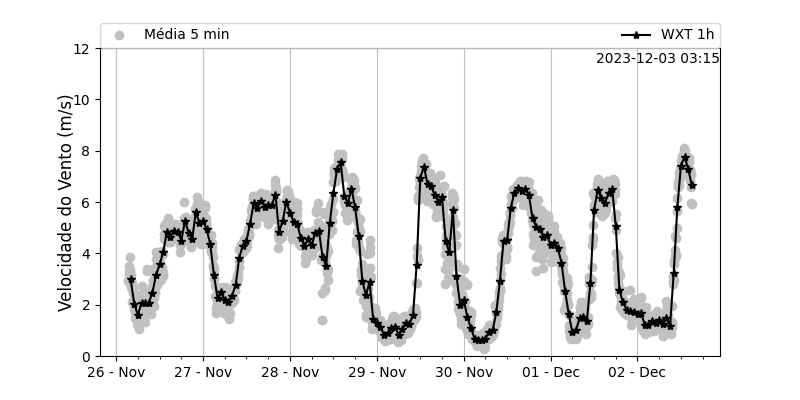 Média 5 min
WXT 1h
2023-12-03 03:15
Velocidade do Vento (m/s)
12
10
8
6
4
2
0
26 - Nov 27 - Nov 28 - Nov 29 - Nov 30 - Nov 01 - Dec 02 - Dec